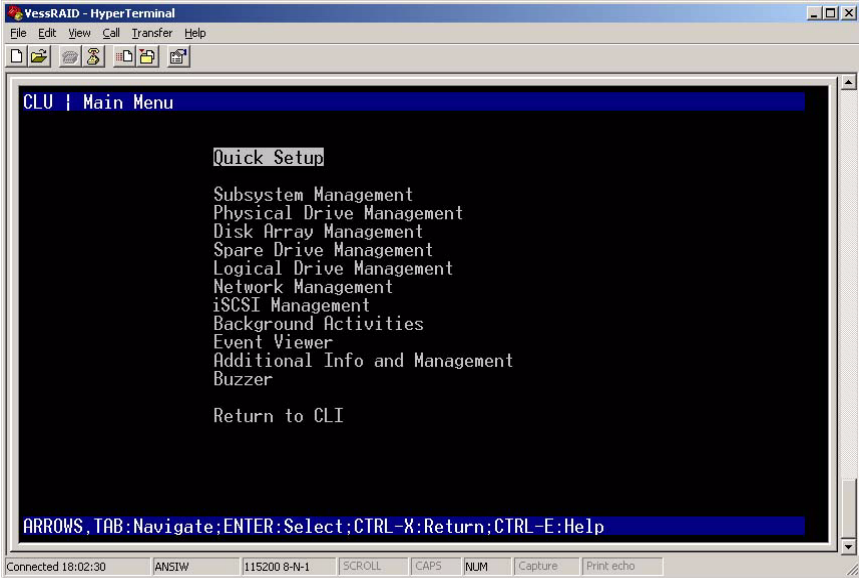 VessRAID - HyperTerminal
File Edit View Call Transfer Help
CLU | Main Menu
Quick Setup
Subsystem Management
Physical Drive Management
Disk Array Management
Spare Drive Management
Logical Drive Management
Network Management
iSCSI Management
Background Activities
Event Viewer
Additional Info and Management
Buzzer
Return to CLI
ARROWS,TAB:Navigate;ENTER:Select;CTRL-X:Return;CTRL-E:Help
Connected 18:02:30 ANSIW 115200 8-N-1 SCROLL CAPS NUM Capture Print echo